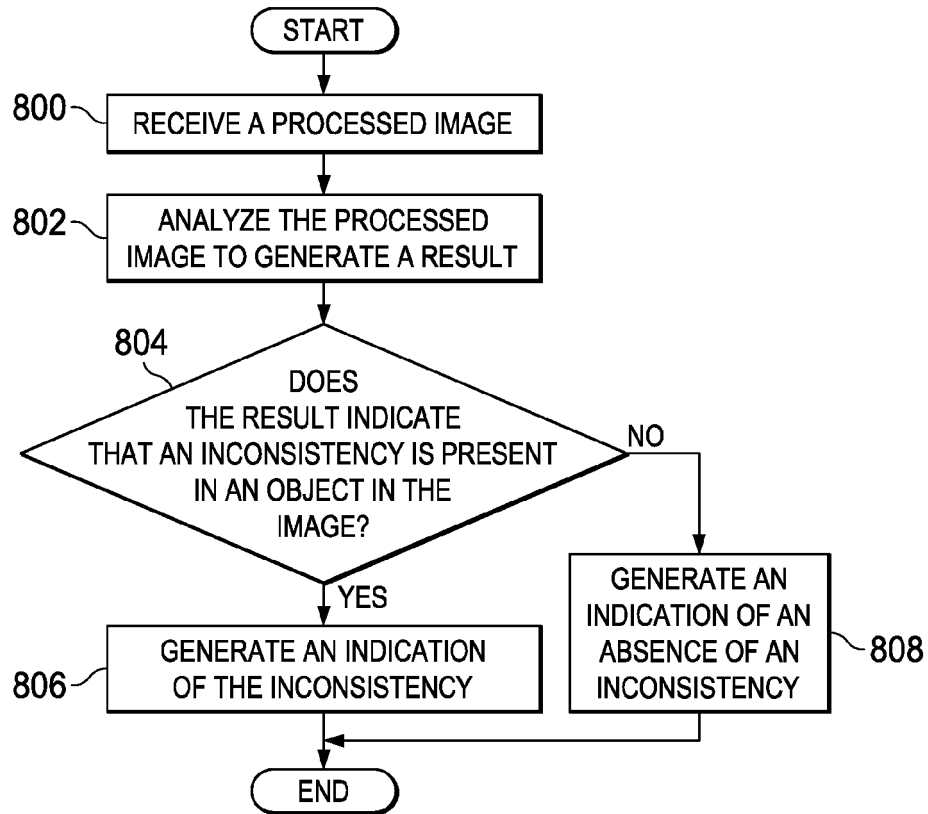 START
800
RECEIVE A PROCESSED IMAGE
802
ANALYZE THE PROCESSED
IMAGE TO GENERATE A RESULT
804
DOES
THE RESULT INDICATE
THAT AN INCONSISTENCY IS PRESENT
IN AN OBJECT IN THE
IMAGE?
NO
YES
806
GENERATE AN INDICATION
OF THE INCONSISTENCY
GENERATE AN
INDICATION OF AN
ABSENCE OF AN
INCONSISTENCY
808
END